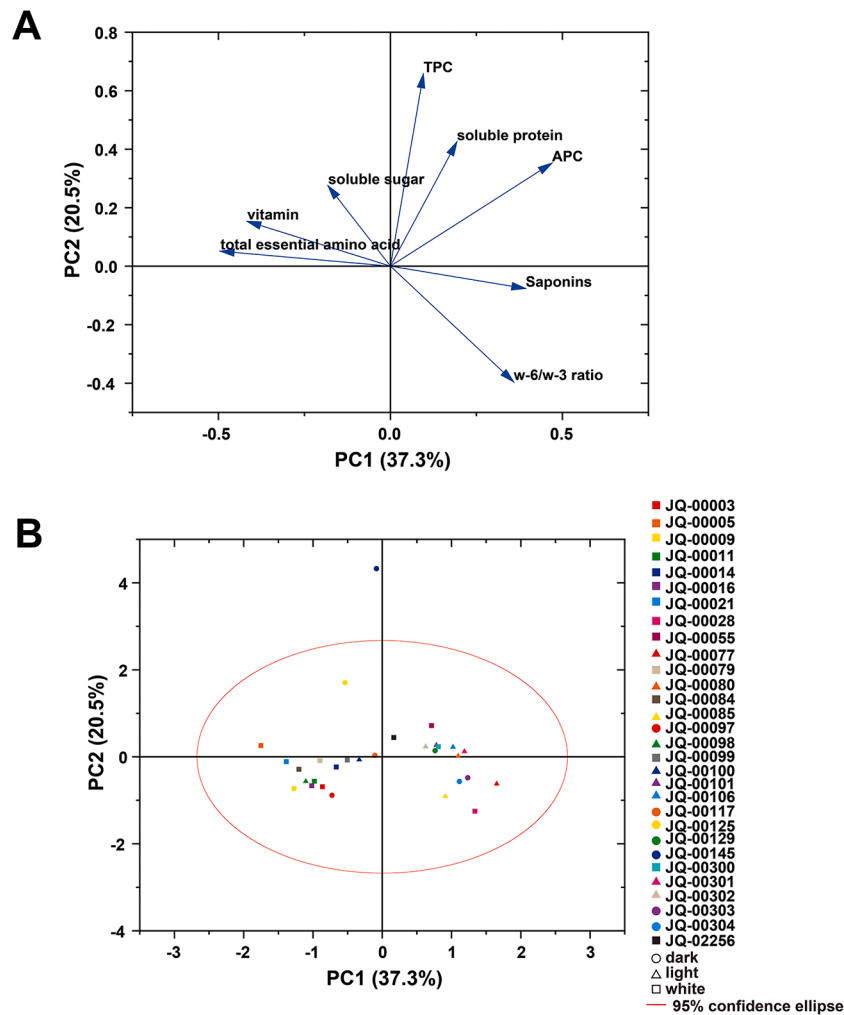 A
0.8
0.6
0.4
0.2
0.0
-0.2
-0.4
PC2 (20.5%)
TPC
soluble protein
APC
soluble sugar
vitamin
total essential amino acid
Saponins
w-6/w-3 ratio
-0.5
0.0
0.5
PC1 (37.3%)
B
4
2
0
-2
-4
PC2 (20.5%)
-3
-2
-1
0
1
2
3
PC1 (37.3%)
JQ-00003
JQ-00005
JQ-00009
JQ-00011
JQ-00014
JQ-00016
JQ-00021
JQ-00028
JQ-00055
JQ-00077
JQ-00079
JQ-00080
JQ-00084
JQ-00085
JQ-00097
JQ-00098
JQ-00099
JQ-00100
JQ-00101
JQ-00106
JQ-00117
JQ-00125
JQ-00129
JQ-00145
JQ-00300
JQ-00301
JQ-00302
JQ-00303
JQ-00304
JQ-02256
dark
light
white
95% confidence ellipse